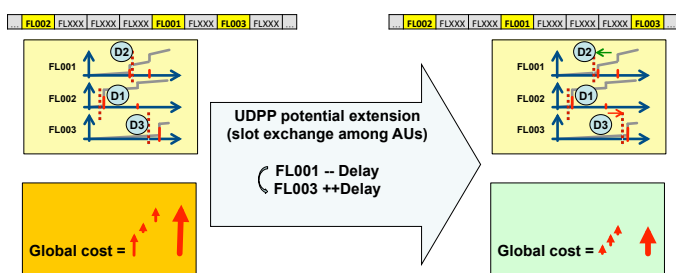 ... FL002 FLXXX FLXXX FLXXX FL001 FLXXX FL003 FLXXX ...
... FL002 FLXXX FLXXX FL001 FLXXX FLXXX FLXXX FL003 ...
D2
FL001
D1
FL002
D3
FL003
UDPP potential extension
(slot exchange among AUs)
FL001 -- Delay
FL003 ++Delay
D2
FL001
D1
FL002
D3
FL003
Global cost =
Global cost =